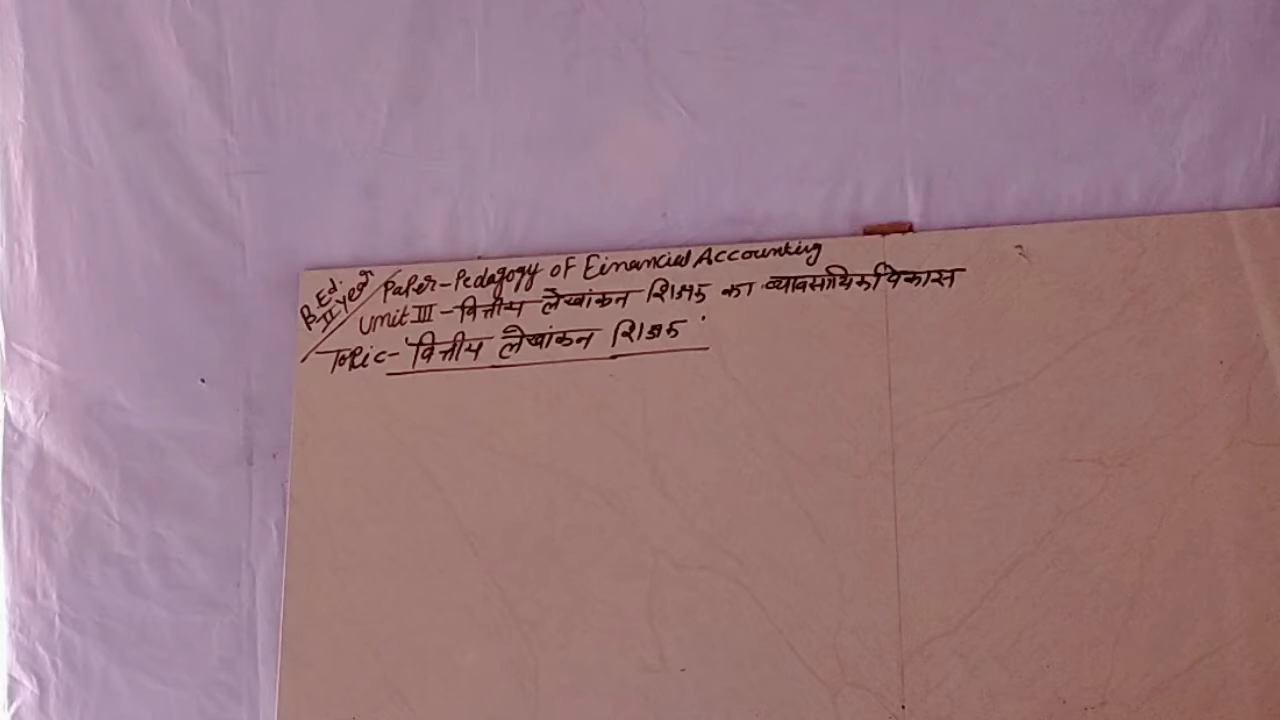 B.Ed.
II Year
Paper-Pedagogy of Financial Accounting
Unit III - वित्तीय लेखांकन शिक्षक का व्यावसायिक विकास
Topic- वित्तीय लेखांकन शिक्षक